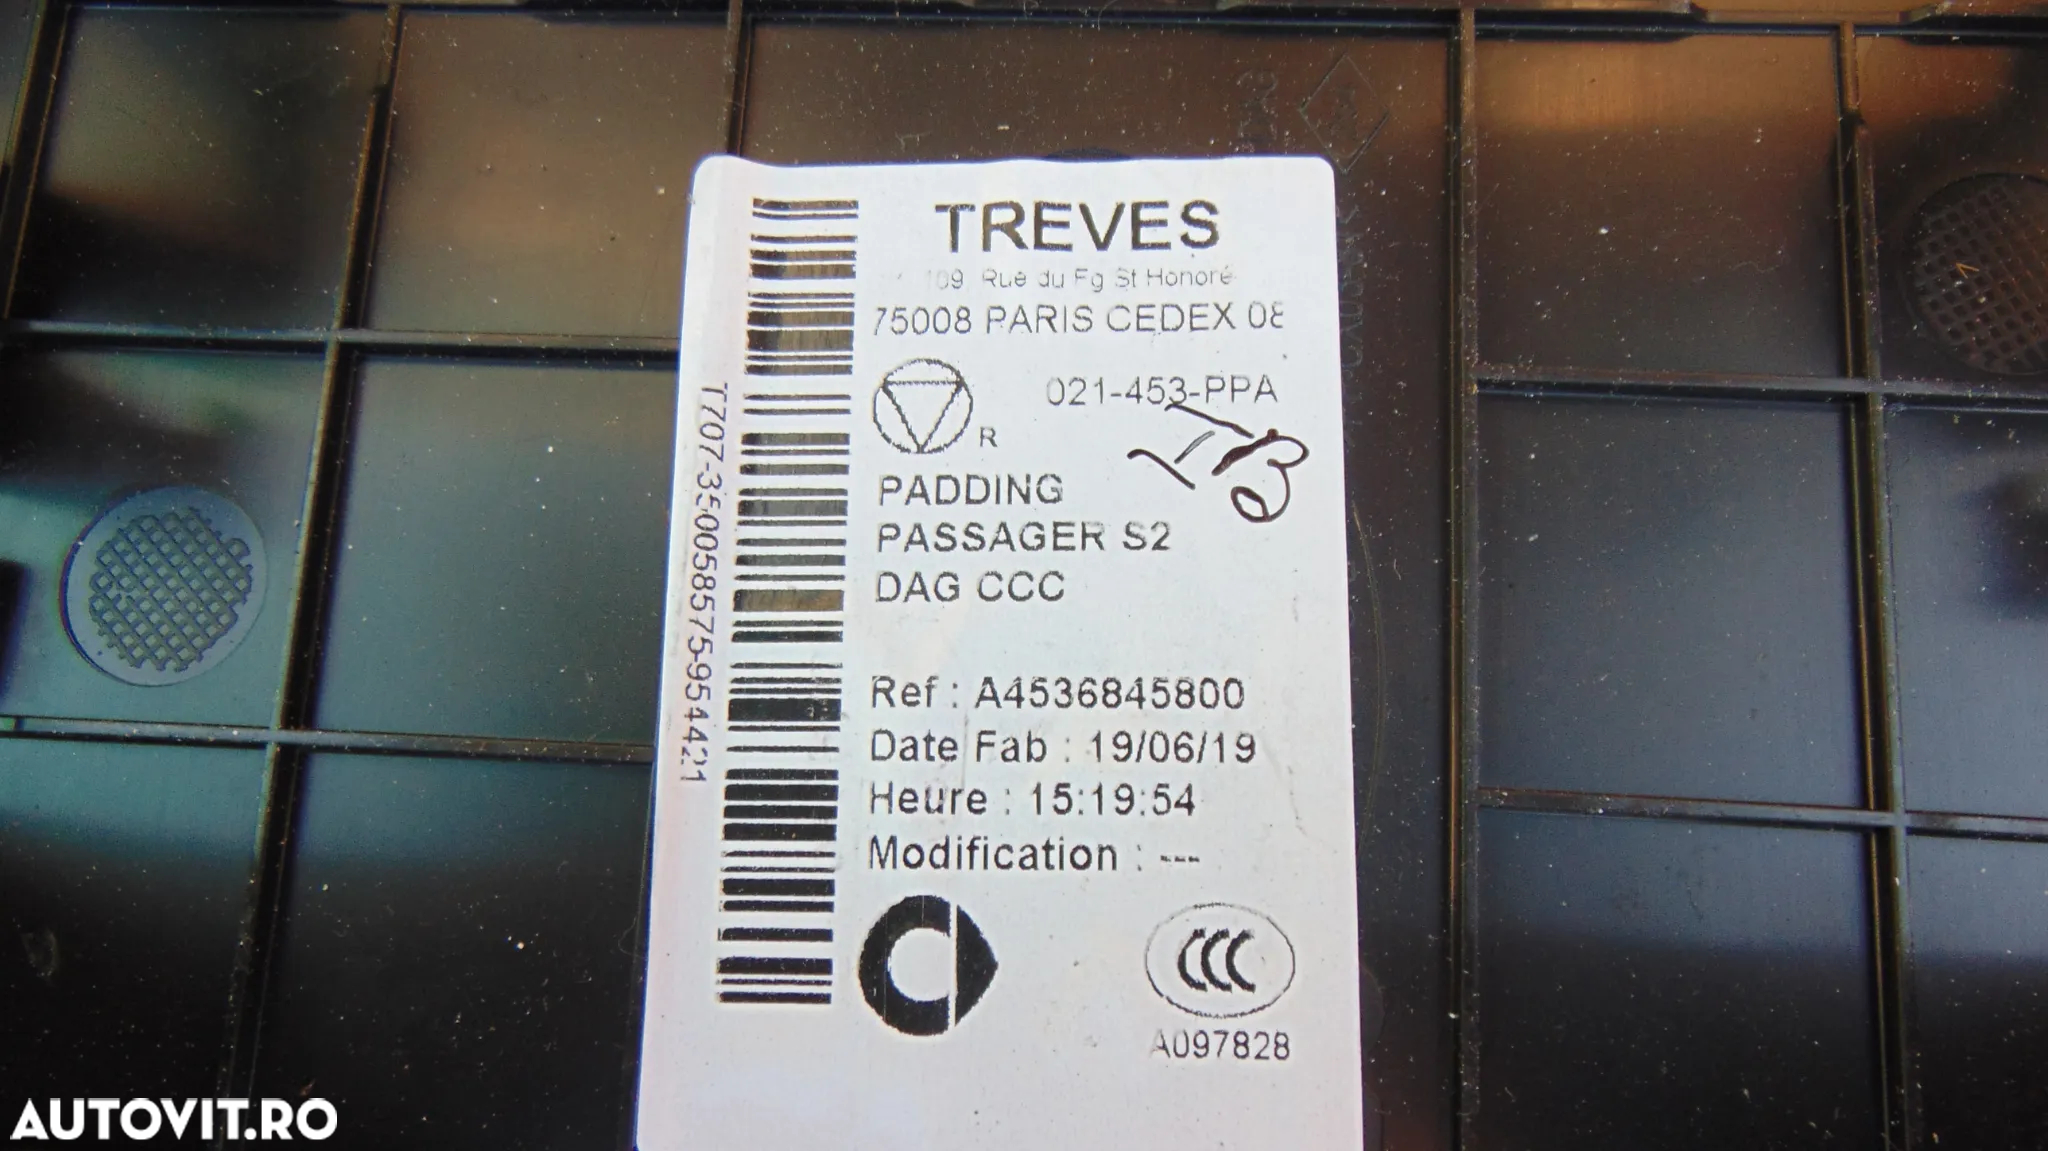 TREVES
109, Rue du Fg St Honoré
75008 PARIS CEDEX 08
021-453-PPA
R
PADDING
PASSAGER S2
DAG CCC
Ref : A4536845800
Date Fab : 19/06/19
Heure : 15:19:54
Modification : ---
CCC
A097828
T7707-350058575-954421
AUTOVIT.RO